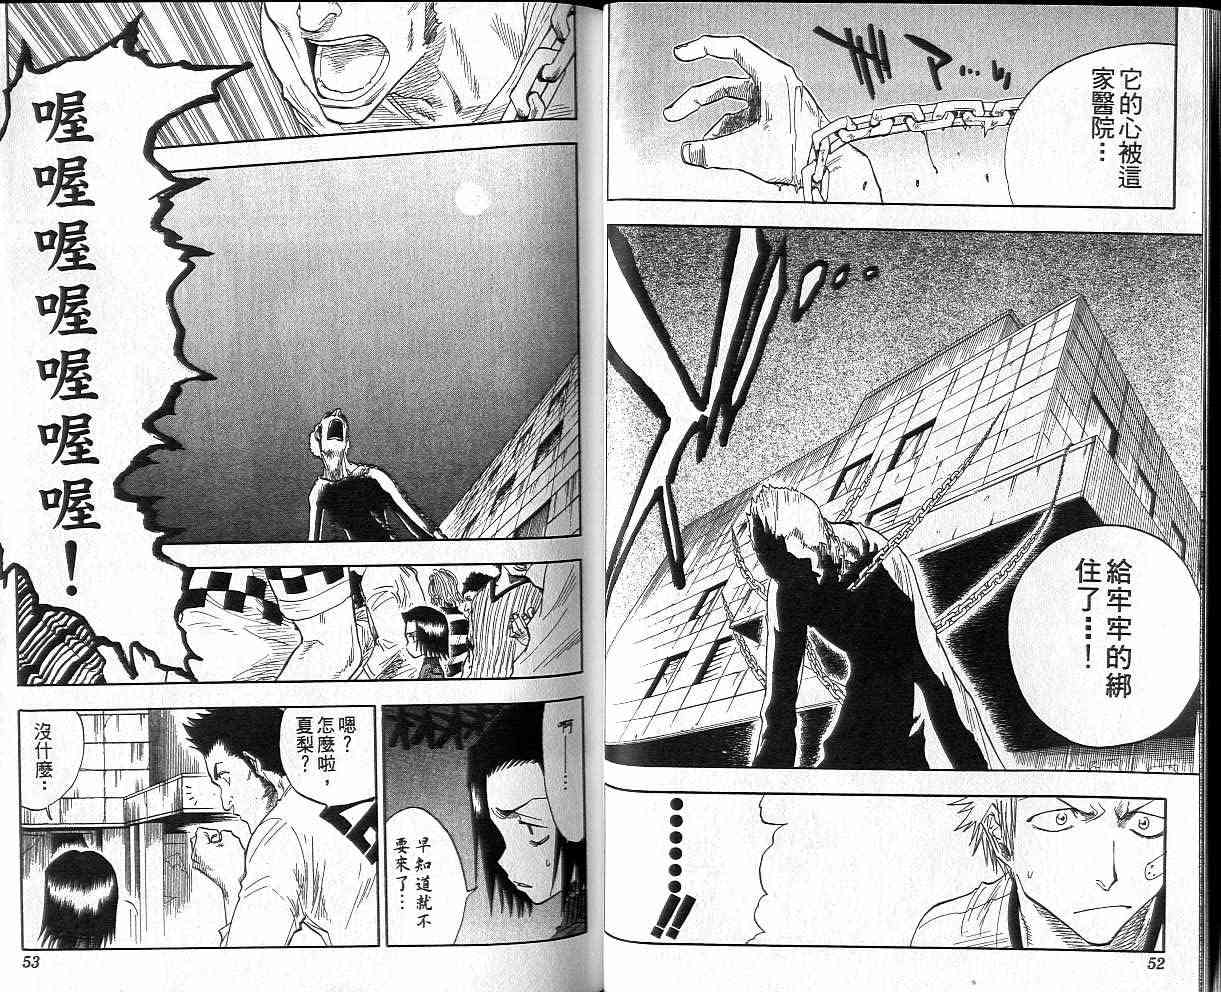 它的心被這
家醫院…
給牢牢的綁
住了…！
……!!
52
喔喔喔喔喔喔喔！
啊……
早知道就不
要來了…
嗯？
怎麼啦，
夏梨？
沒什麼…
53